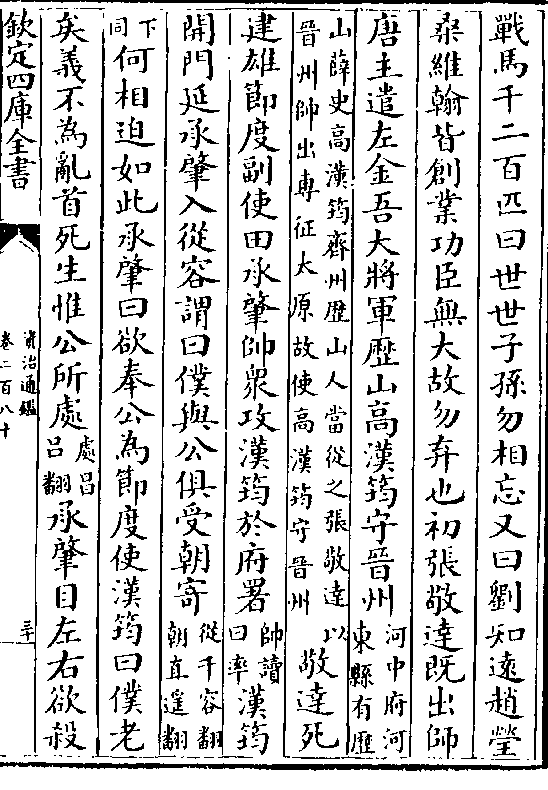 戰馬千二百匹曰世世子孫勿相忘又曰劉知遠趙瑩
桑維翰皆創業功臣無大故勿弃也初張敬達既出師
唐主遣左金吾大將軍歷山高漢筠守晉州河中府河東縣有歷
山薛史高漢筠齊州歷山人當從之張敬達以晉州帥出專征太原故使高漢筠守晉州敬達死
建雄節度副使田承肇帥衆攻漢筠於府署帥讀曰率漢筠
開門延承肇入從容謂曰僕與公俱受朝寄從千容翻朝直遥翻
下同何相迫如此承肇曰欲奉公為節度使漢筠曰僕老
矣義不為亂首死生惟公所處處昌吕翻承肇目左右欲殺
欽定四庫全書
資治通鑑
卷二百八十
三十